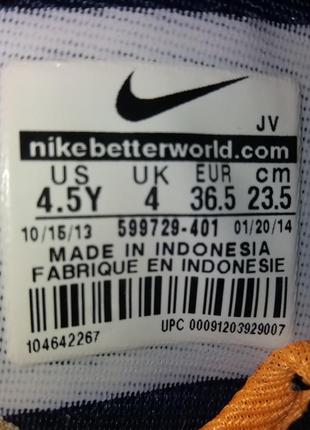 JV
nikebetterworld.com
US UK EUR cm
4.5Y 4 36.5 23.5
10/15/13 599729-401 01/20/14
MADE IN INDONESIA
FABRIQUE EN INDONESIE
104642267 UPC 00091203929007